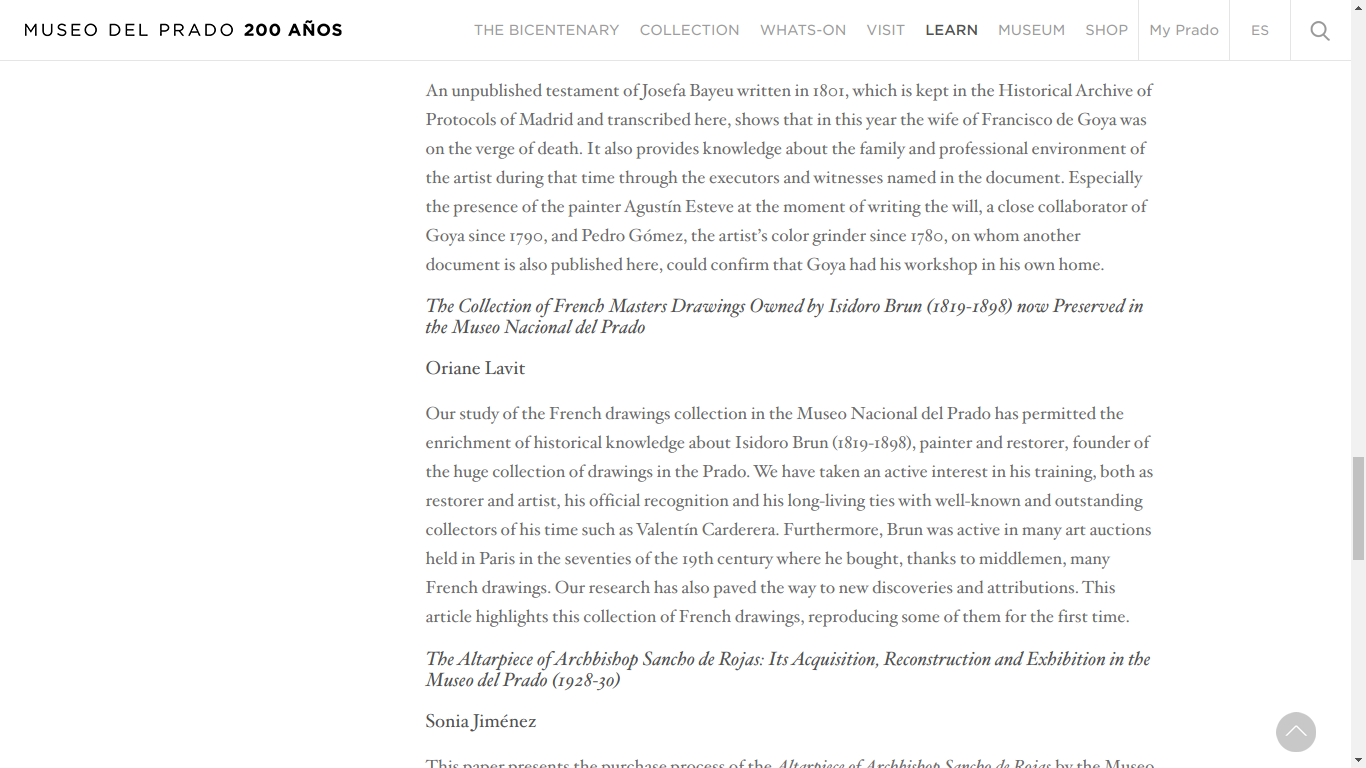 MUSEO DEL PRADO 200 AÑOS
THE BICENTENARY COLLECTION WHATS-ON VISIT LEARN MUSEUM SHOP My Prado ES
An unpublished testament of Josefa Bayeu written in 1801, which is kept in the Historical Archive of
Protocols of Madrid and transcribed here, shows that in this year the wife of Francisco de Goya was
on the verge of death. It also provides knowledge about the family and professional environment of
the artist during that time through the executors and witnesses named in the document. Especially
the presence of the painter Agustín Esteve at the moment of writing the will, a close collaborator of
Goya since 1790, and Pedro Gómez, the artist’s color grinder since 1780, on whom another
document is also published here, could confirm that Goya had his workshop in his own home.
The Collection of French Masters Drawings Owned by Isidoro Brun (1819-1898) now Preserved in
the Museo Nacional del Prado
Oriane Lavit
Our study of the French drawings collection in the Museo Nacional del Prado has permitted the
enrichment of historical knowledge about Isidoro Brun (1819-1898), painter and restorer, founder of
the huge collection of drawings in the Prado. We have taken an active interest in his training, both as
restorer and artist, his official recognition and his long-living ties with well-known and outstanding
collectors of his time such as Valentín Carderera. Furthermore, Brun was active in many art auctions
held in Paris in the seventies of the 19th century where he bought, thanks to middlemen, many
French drawings. Our research has also paved the way to new discoveries and attributions. This
article highlights this collection of French drawings, reproducing some of them for the first time.
The Altarpiece of Archbishop Sancho de Rojas: Its Acquisition, Reconstruction and Exhibition in the
Museo del Prado (1928-30)
Sonia Jiménez
This paper presents the purchase process of the Altarpiece of Archbishop Sancho de Rojas by the Museo